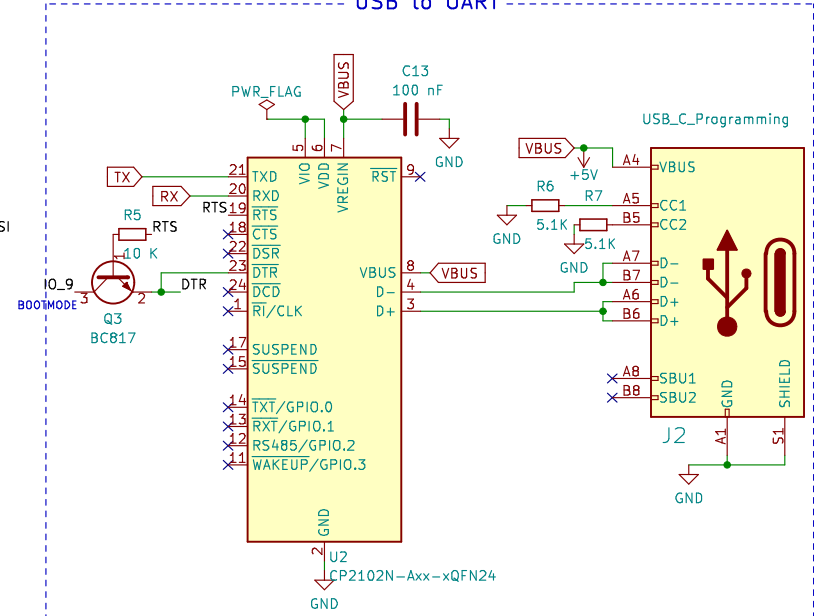 USB to UART
VBUS
C13
100 nF
PWR_FLAG
GND
5
6
7
VIO
VDD
VREGIN
TX
21
TXD
RX
20
RXD
RTS
19
RTS
18
CTS
22
DSR
23
DTR
24
DCD
1
RI/CLK
17
SUSPEND
15
SUSPEND
14
TXT/GPIO.0
13
RXT/GPIO.1
12
RS485/GPIO.2
11
WAKEUP/GPIO.3
9
RST
8
VBUS
VBUS
4
D-
3
D+
GND
2
U2
CP2102N-Axx-xQFN24
GND
SI
R5
RTS
10 K
1
IO_9
BOOTMODE
3
2
DTR
Q3
BC817
USB_C_Programming
VBUS
+5V
A4
VBUS
R6
5.1K
GND
A5
CC1
R7
5.1K
GND
B5
CC2
A7
D-
B7
D-
A6
D+
B6
D+
A8
SBU1
B8
SBU2
GND
SHIELD
J2
A1
S1
GND